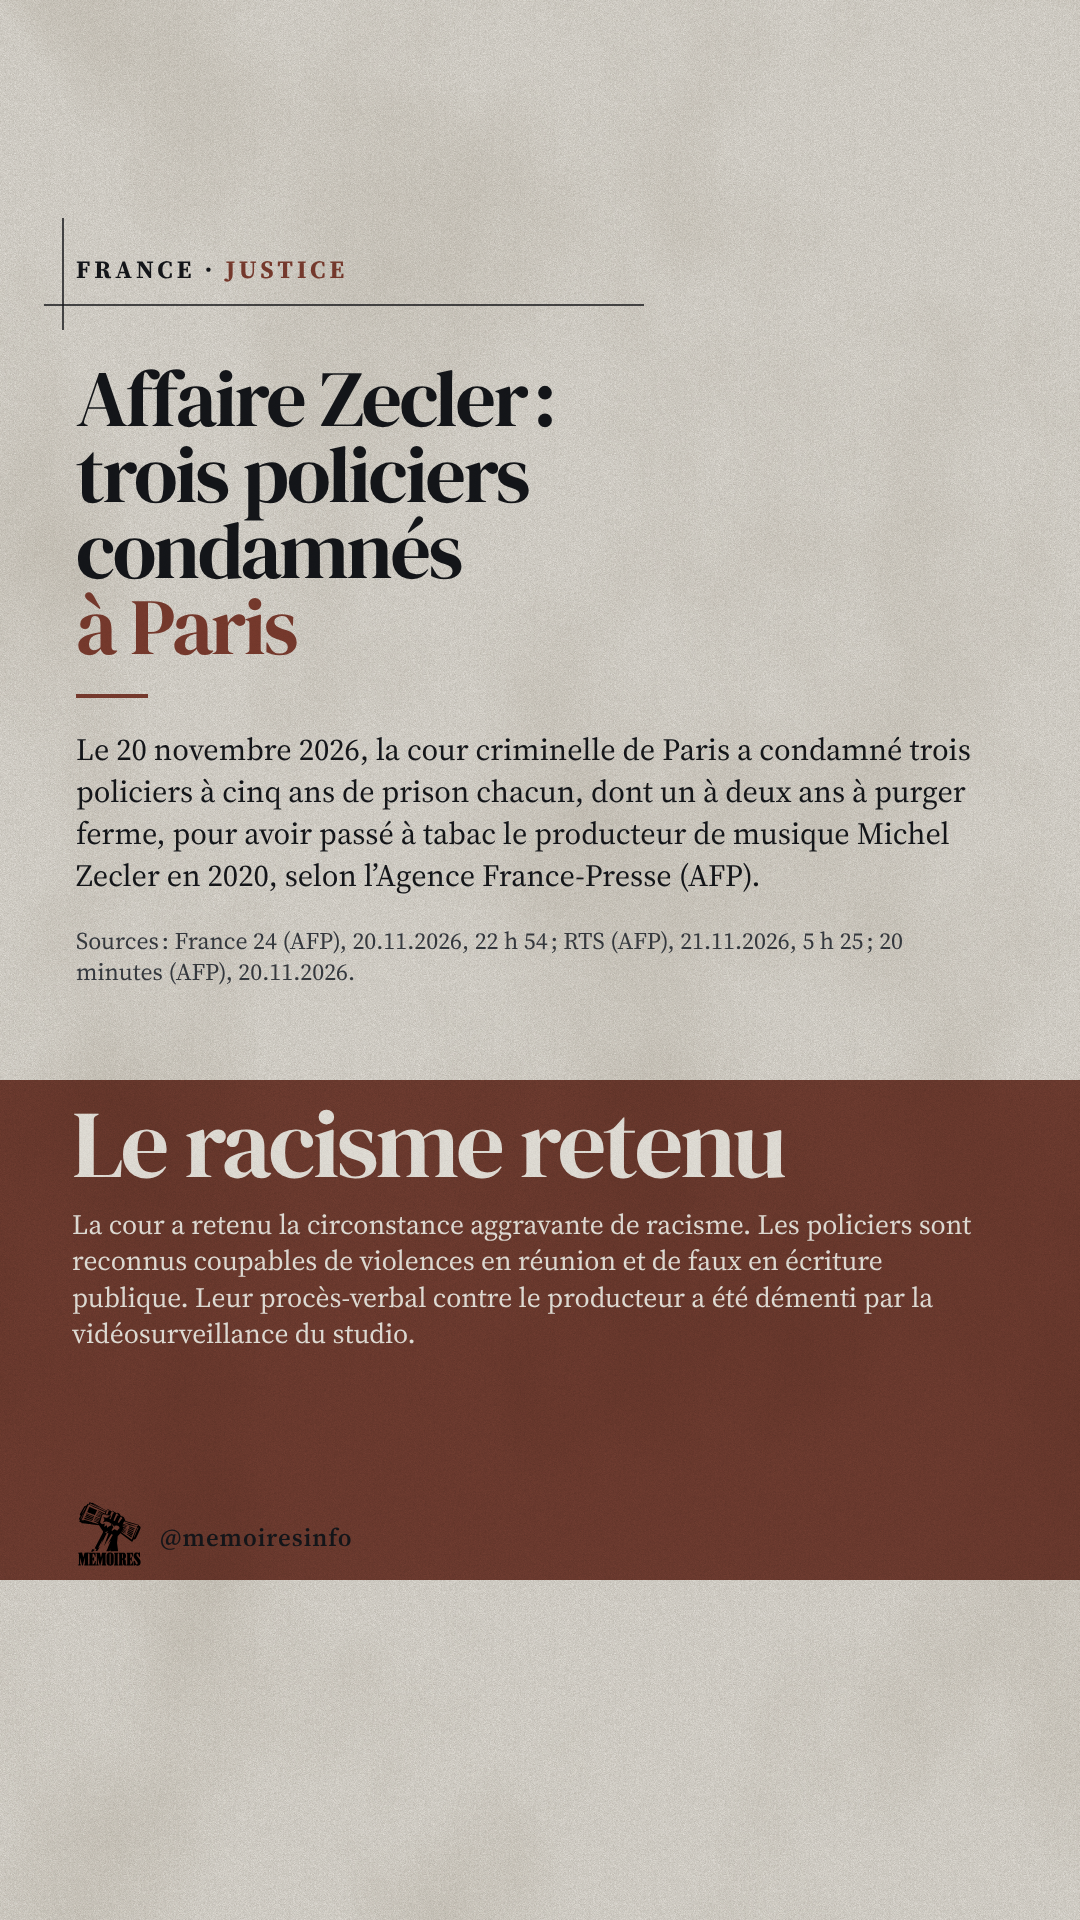 FRANCE · JUSTICE
Affaire Zecler :
trois policiers
condamnés
à Paris
Le 20 novembre 2026, la cour criminelle de Paris a condamné trois
policiers à cinq ans de prison chacun, dont un à deux ans à purger
ferme, pour avoir passé à tabac le producteur de musique Michel
Zecler en 2020, selon l’Agence France-Presse (AFP).
Sources : France 24 (AFP), 20.11.2026, 22 h 54 ; RTS (AFP), 21.11.2026, 5 h 25 ; 20
minutes (AFP), 20.11.2026.
Le racisme retenu
La cour a retenu la circonstance aggravante de racisme. Les policiers sont
reconnus coupables de violences en réunion et de faux en écriture
publique. Leur procès-verbal contre le producteur a été démenti par la
vidéosurveillance du studio.
MÉMOIRES
@memoiresinfo